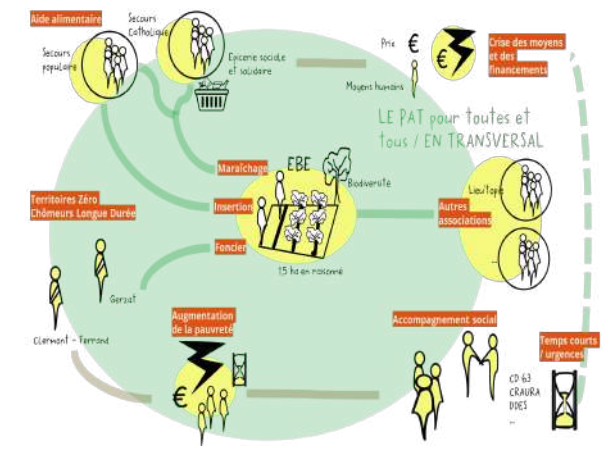 Aide alimentaire
Secours
Catholique
Secours
populaire
Epicerie sociale
et solidaire
Prix
€
€
Moyens humains
Crise des moyens
et des
financements
LE PAT pour toutes et
tous / EN TRANSVERSAL
Maraîchage
EBE
Biodiversité
Insertion
Foncier
15 ha en raisonné
Lieu'topie
Autres
associations
...
Territoires Zéro
Chômeurs Longue Durée
Gerzat
Clermont - Ferrand
Augmentation
de la pauvreté
€
Accompagnement social
CD 63
CRAURA
DDES
...
Temps courts
/ urgences